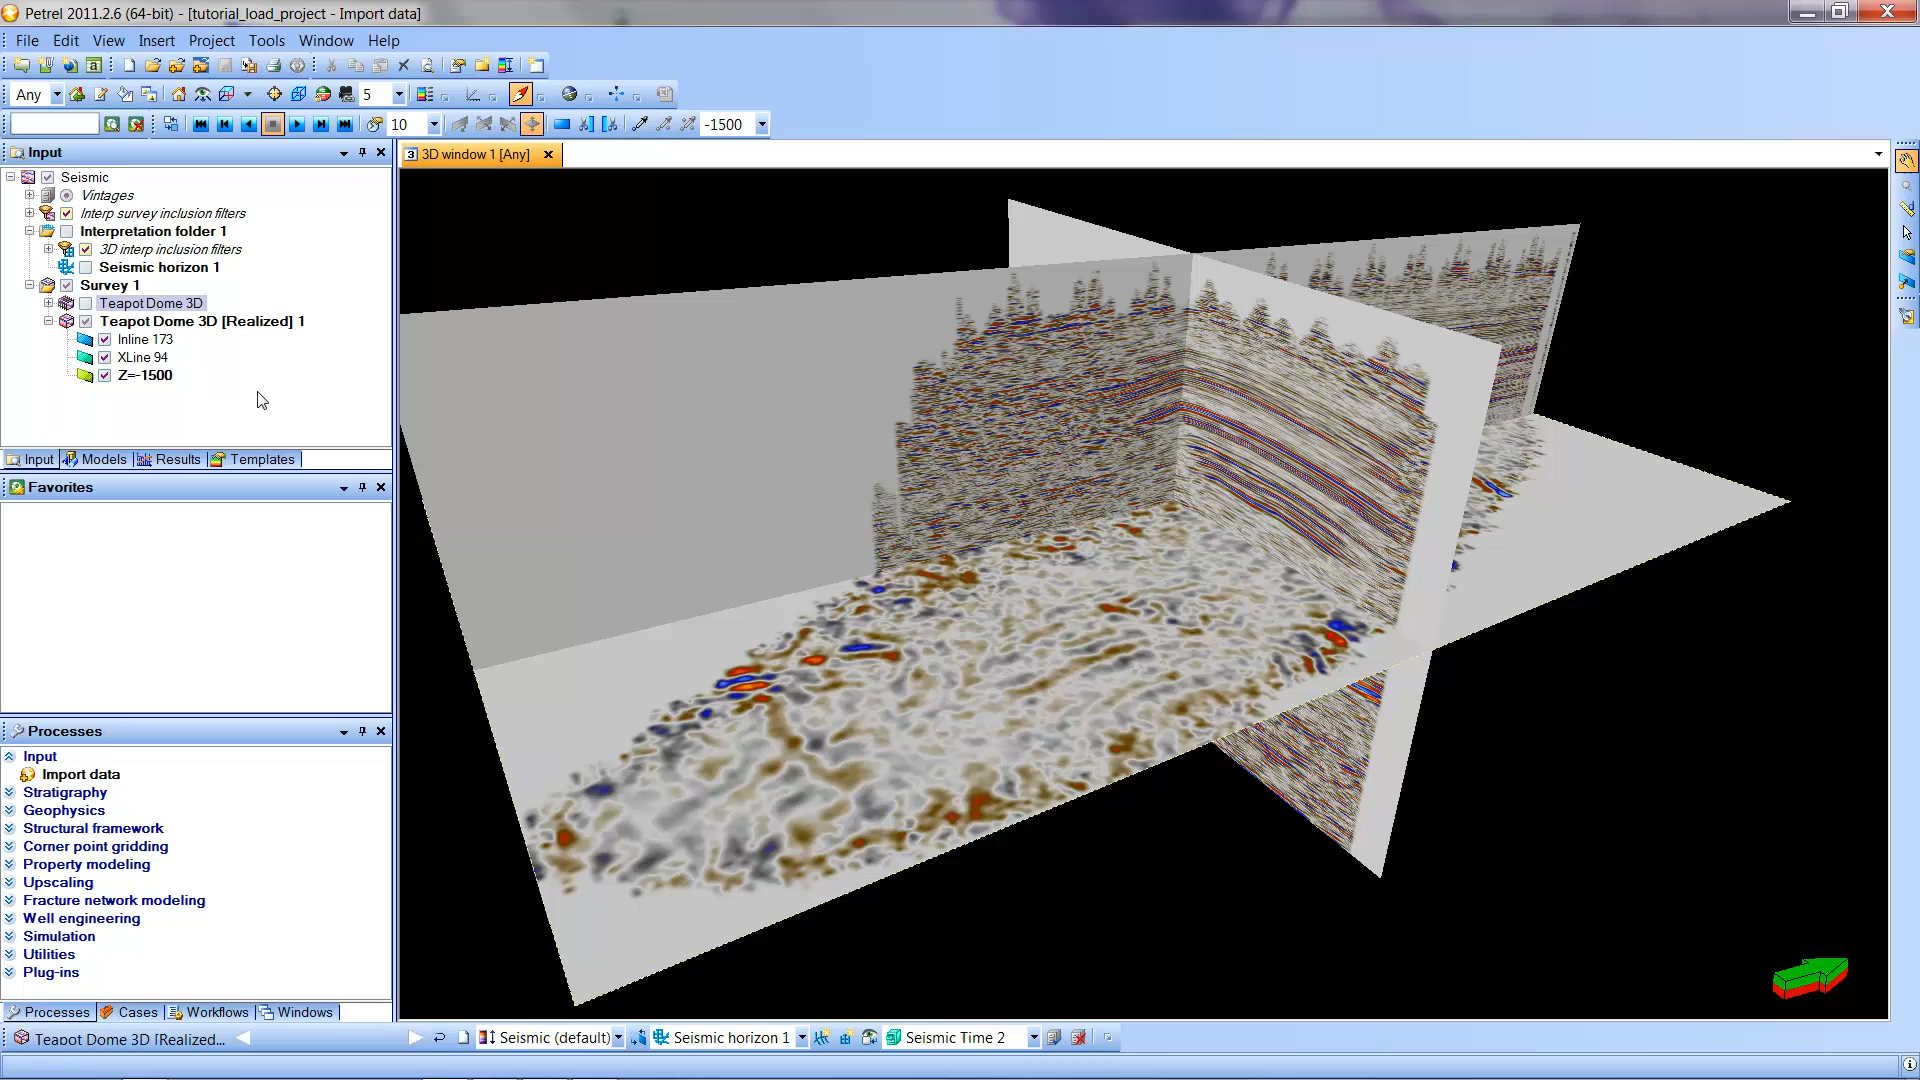 Petrel 2011.2.6 (64-bit) - [tutorial_load_project - Import data]
File Edit View Insert Project Tools Window Help
a
Any 5
10 -1500
Input
3 3D window 1 [Any]
Seismic
Vintages
Interp survey inclusion filters
Interpretation folder 1
3D interp inclusion filters
Seismic horizon 1
Survey 1
Teapot Dome 3D
Teapot Dome 3D [Realized] 1
Inline 173
XLine 94
Z=-1500
Input Models Results Templates
Favorites
Processes
Input
Import data
Stratigraphy
Geophysics
Structural framework
Corner point gridding
Property modeling
Upscaling
Fracture network modeling
Well engineering
Simulation
Utilities
Plug-ins
Processes Cases Workflows Windows
Teapot Dome 3D [Realized... Seismic (default) Seismic horizon 1 Seismic Time 2